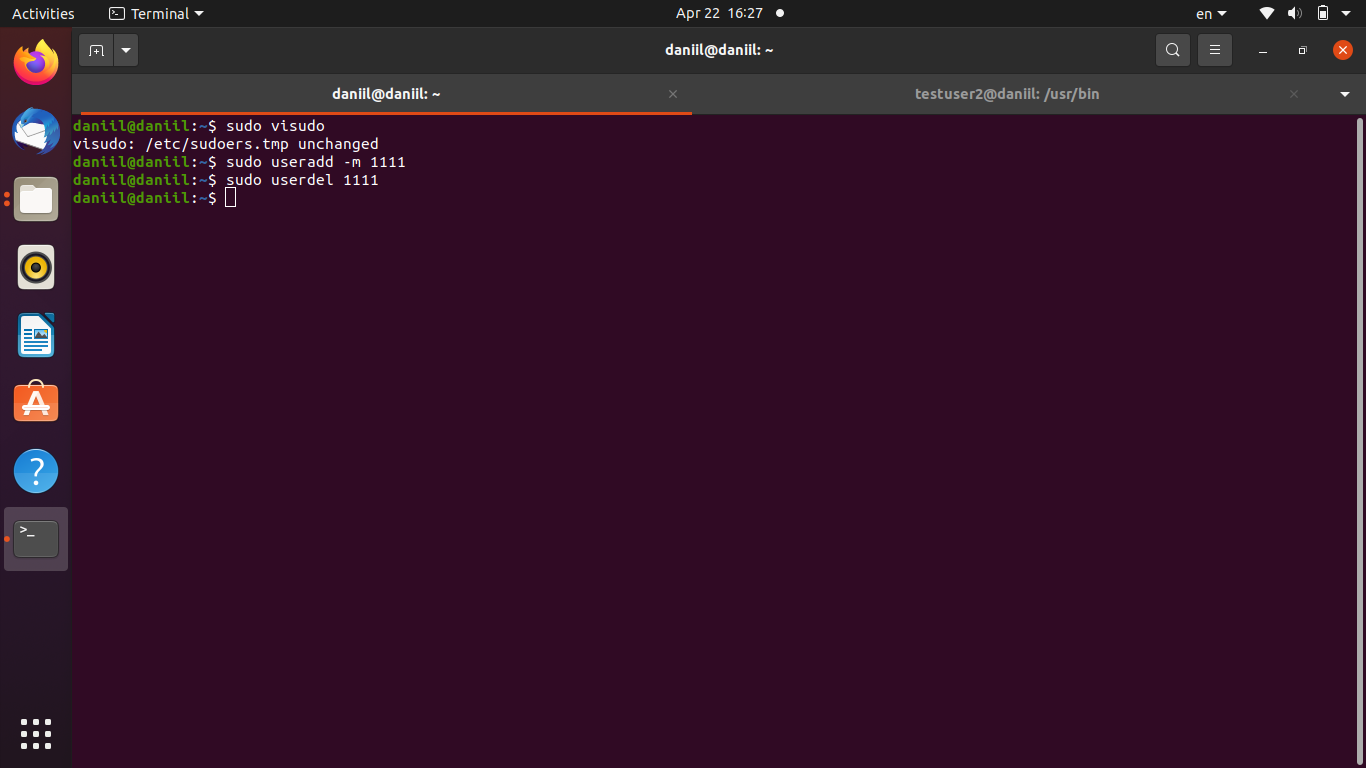 Activities Terminal Apr 22 16:27 en
daniil@daniil: ~
daniil@daniil: ~ testuser2@daniil: /usr/bin
daniil@daniil:~$ sudo visudo
visudo: /etc/sudoers.tmp unchanged
daniil@daniil:~$ sudo useradd -m 1111
daniil@daniil:~$ sudo userdel 1111
daniil@daniil:~$